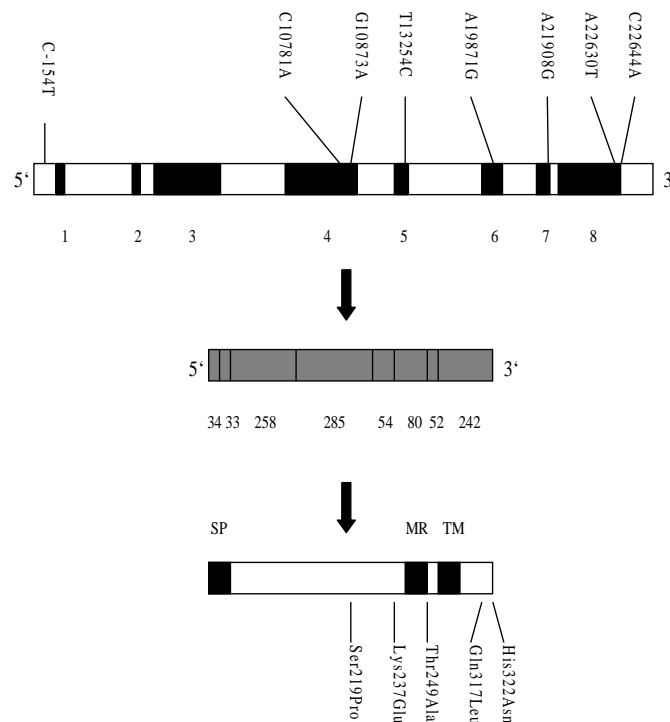 C-154T
C10781A
G10873A
T13254C
A19871G
A21908G
A22630T
C22644A
5‘ 3‘
1 2 3 4 5 6 7 8
5‘ 3‘
34 33 258 285 54 80 52 242
SP MR TM
Ser219Pro
Lys237Glu
Thr249Ala
Gln317Leu
His322Asn